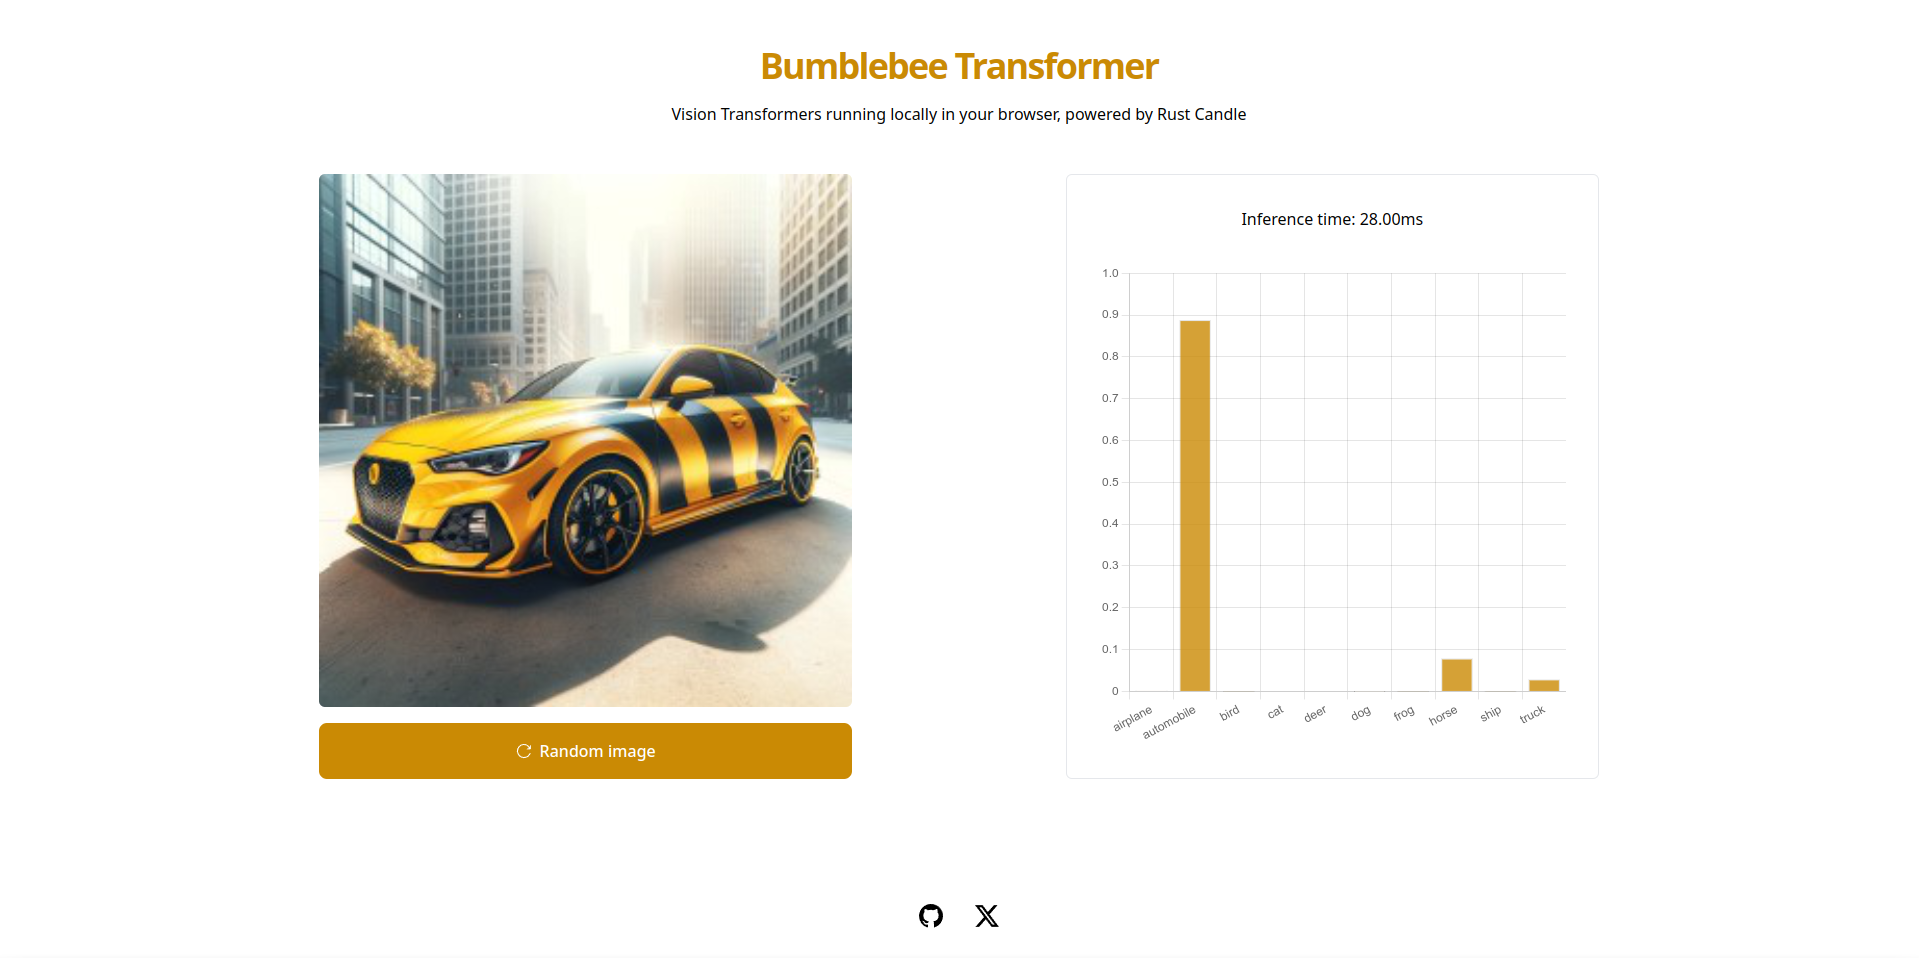 Bumblebee Transformer
Vision Transformers running locally in your browser, powered by Rust Candle
Random image
Inference time: 28.00ms
1.0
0.9
0.8
0.7
0.6
0.5
0.4
0.3
0.2
0.1
0
airplane
automobile
bird
cat
deer
dog
frog
horse
ship
truck